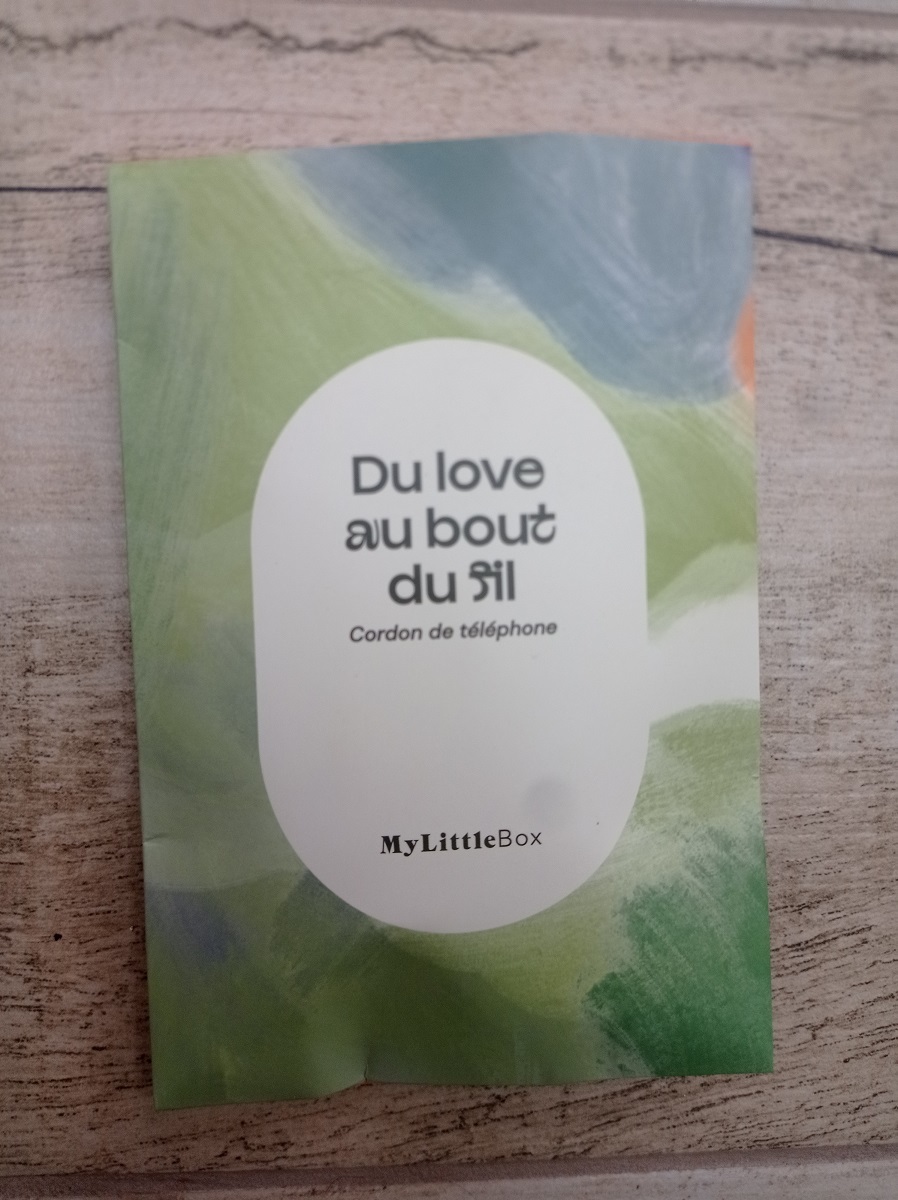 Du love
au bout
du fil
Cordon de téléphone
MyLittleBox